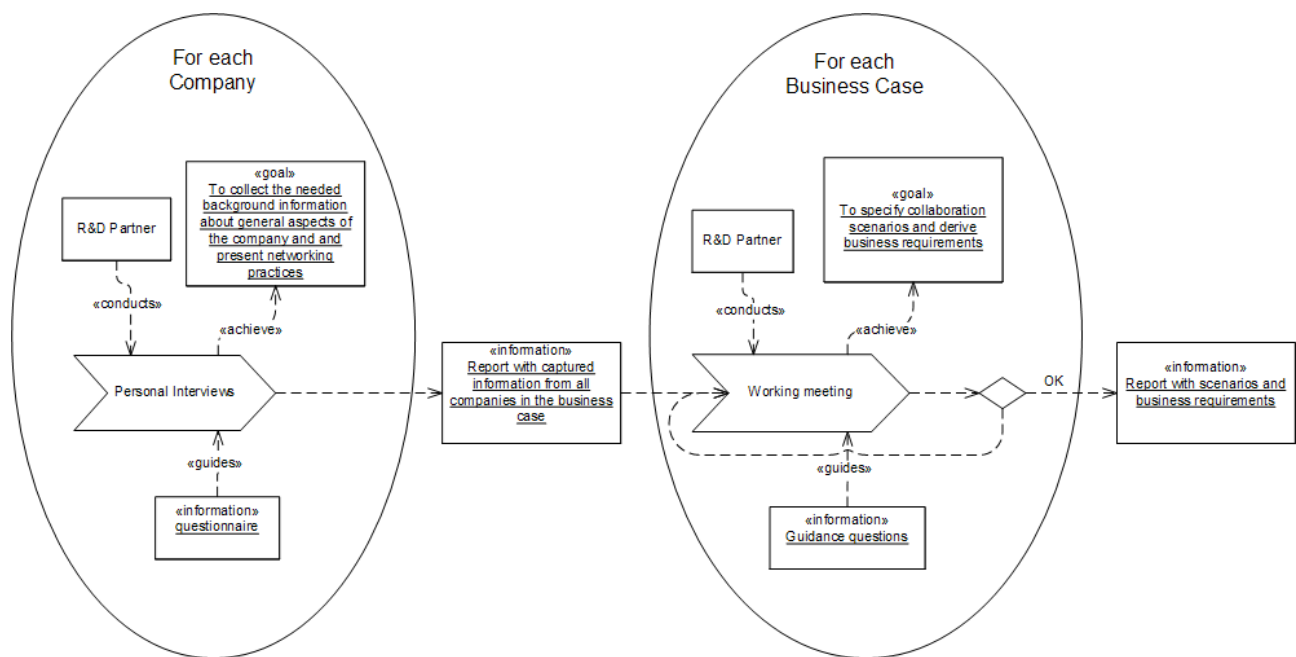 For each
Company
«goal»
To collect the needed
background information
about general aspects of
the company and and
present networking
practices
R&D Partner
«conducts»
«achieve»
Personal Interviews
«guides»
«information»
questionnaire
«information»
Report with captured
information from all
companies in the business
case
For each
Business Case
«goal»
To specify collaboration
scenarios and derive
business requirements
R&D Partner
«conducts»
«achieve»
Working meeting
«guides»
«information»
Guidance questions
OK
«information»
Report with scenarios and
business requirements